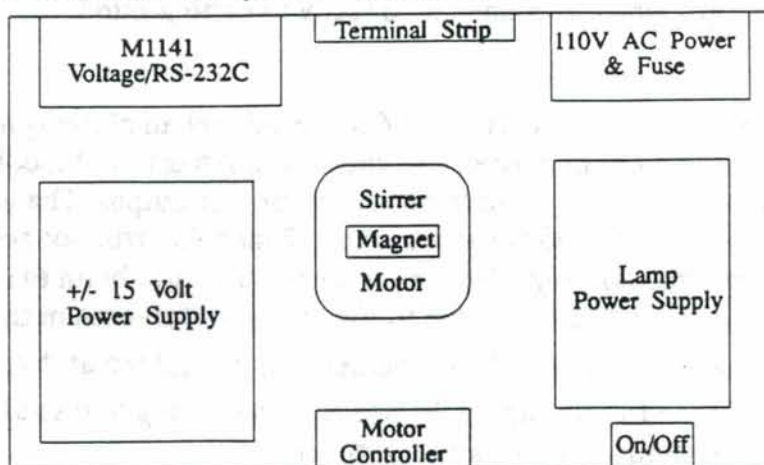 M1141
Voltage/RS-232C
Terminal Strip
110V AC Power
& Fuse
Stirrer
Magnet
Motor
+/- 15 Volt
Power Supply
Lamp
Power Supply
Motor
Controller
On/Off